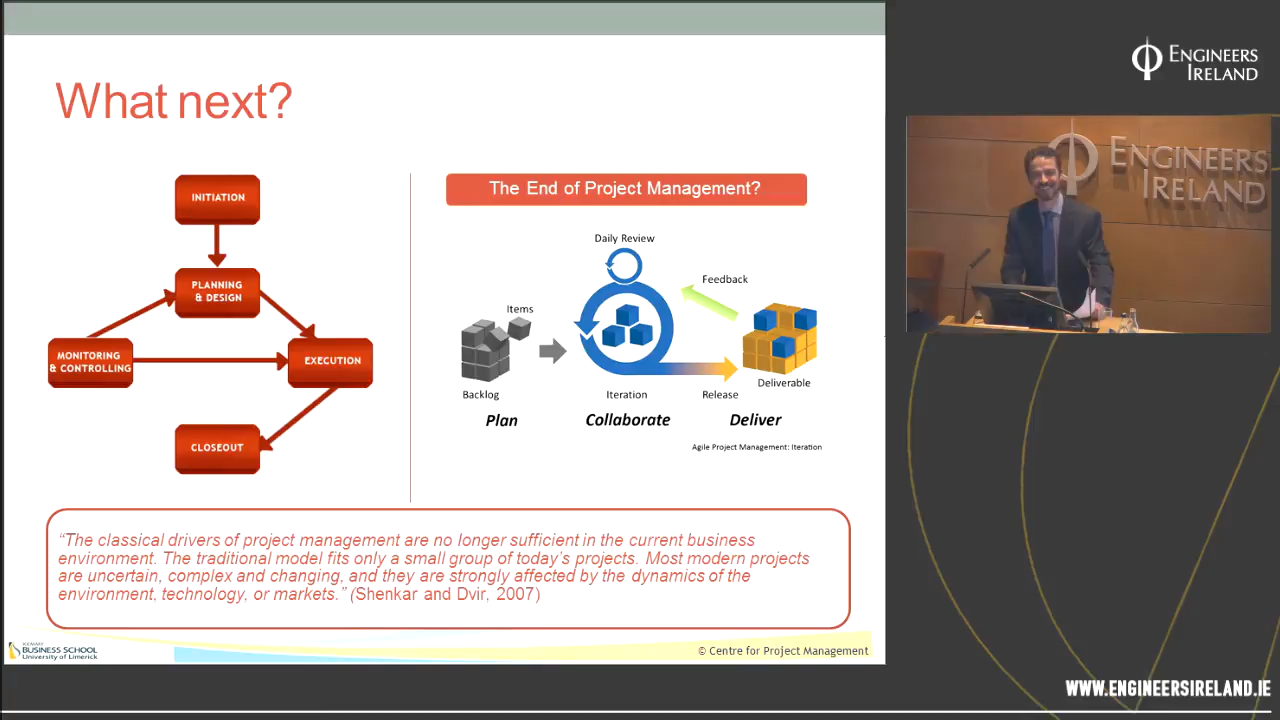 What next?
INITIATION
PLANNING
& DESIGN
MONITORING
& CONTROLLING
EXECUTION
CLOSEOUT
The End of Project Management?
Daily Review
Feedback
Items
Backlog
Iteration
Release
Deliverable
Plan
Collaborate
Deliver
Agile Project Management: Iteration
“The classical drivers of project management are no longer sufficient in the current business
environment. The traditional model fits only a small group of today’s projects. Most modern projects
are uncertain, complex and changing, and they are strongly affected by the dynamics of the
environment, technology, or markets.” (Shenkar and Dvir, 2007)
KEMMY
BUSINESS SCHOOL
University of Limerick
© Centre for Project Management
ENGINEERS
IRELAND
ENGINEERS
IRELAND
WWW.ENGINEERSIRELAND.IE